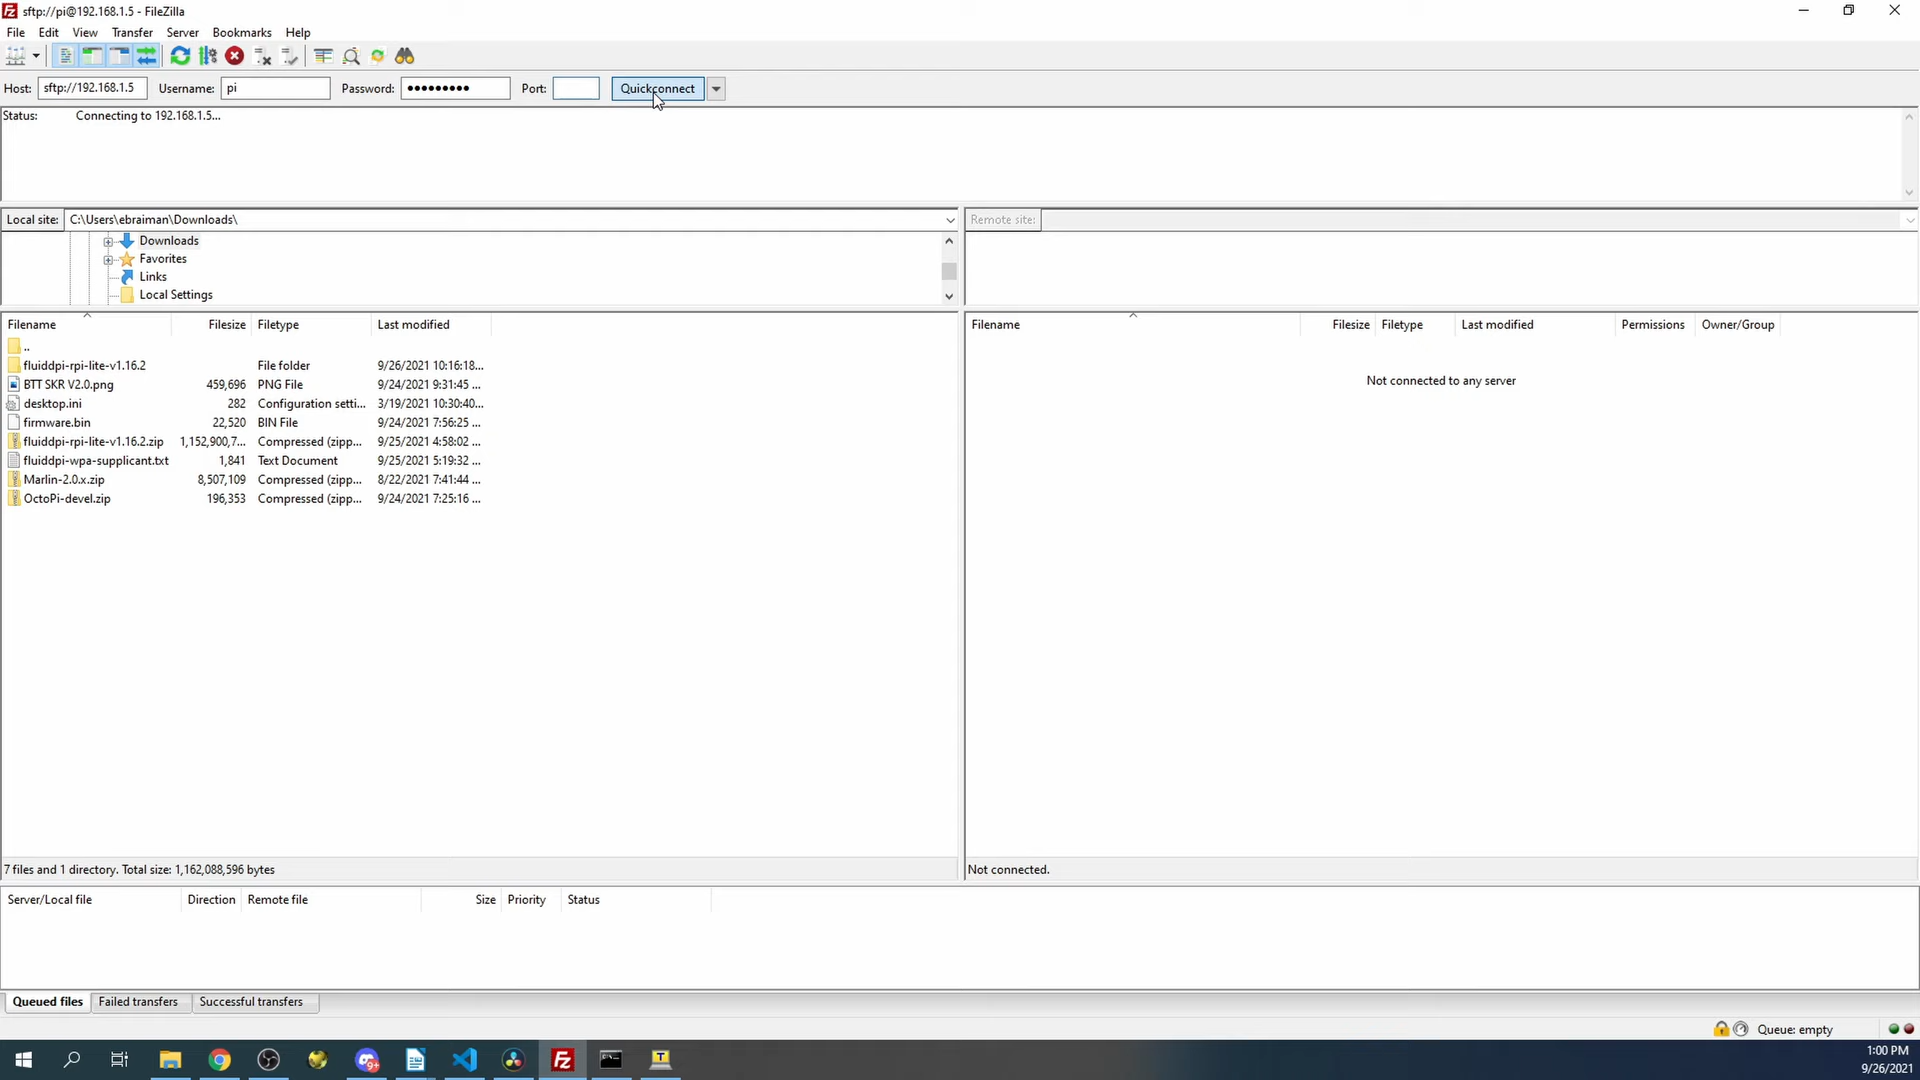 sftp://pi@192.168.1.5 - FileZilla
File Edit View Transfer Server Bookmarks Help
Host: sftp://192.168.1.5 Username: pi Password: ●●●●●●●●● Port: Quickconnect
Status: Connecting to 192.168.1.5...
Local site: C:\Users\ebraiman\Downloads\ Remote site:
Downloads
Favorites
Links
Local Settings
Filename Filesize Filetype Last modified Filename Filesize Filetype Last modified Permissions Owner/Group
..
fluiddpi-rpi-lite-v1.16.2 File folder 9/26/2021 10:16:18...
BTT SKR V2.0.png 459,696 PNG File 9/24/2021 9:31:45 ...
Not connected to any server
desktop.ini 282 Configuration setti... 3/19/2021 10:30:40...
firmware.bin 22,520 BIN File 9/24/2021 7:56:25 ...
fluiddpi-rpi-lite-v1.16.2.zip 1,152,900,7... Compressed (zipp... 9/25/2021 4:58:02 ...
fluiddpi-wpa-supplicant.txt 1,841 Text Document 9/25/2021 5:19:32 ...
Marlin-2.0.x.zip 8,507,109 Compressed (zipp... 8/22/2021 7:41:44 ...
OctoPi-devel.zip 196,353 Compressed (zipp... 9/24/2021 7:25:16 ...
7 files and 1 directory. Total size: 1,162,088,596 bytes Not connected.
Server/Local file Direction Remote file Size Priority Status
Queued files Failed transfers Successful transfers
Queue: empty
1:00 PM
9/26/2021